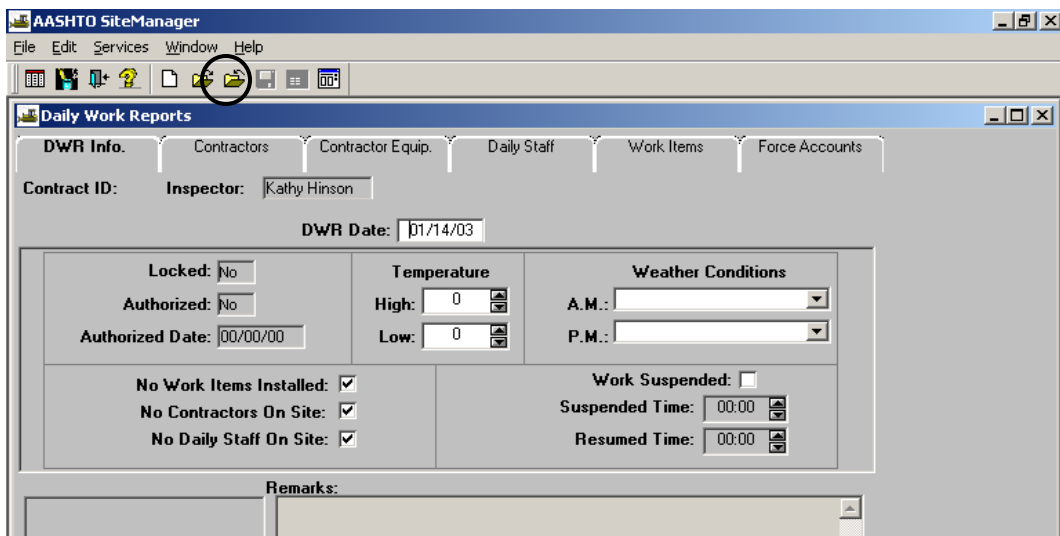 AASHTO SiteManager
File Edit Services Window Help
Daily Work Reports
DWR Info. Contractors Contractor Equip. Daily Staff Work Items Force Accounts
Contract ID: Inspector: Kathy Hinson
DWR Date: 01/14/03
Locked: No Temperature Weather Conditions
Authorized: No High: 0 A.M.:
Authorized Date: 00/00/00 Low: 0 P.M.:
No Work Items Installed: Work Suspended:
No Contractors On Site: Suspended Time: 00:00
No Daily Staff On Site: Resumed Time: 00:00
Remarks: